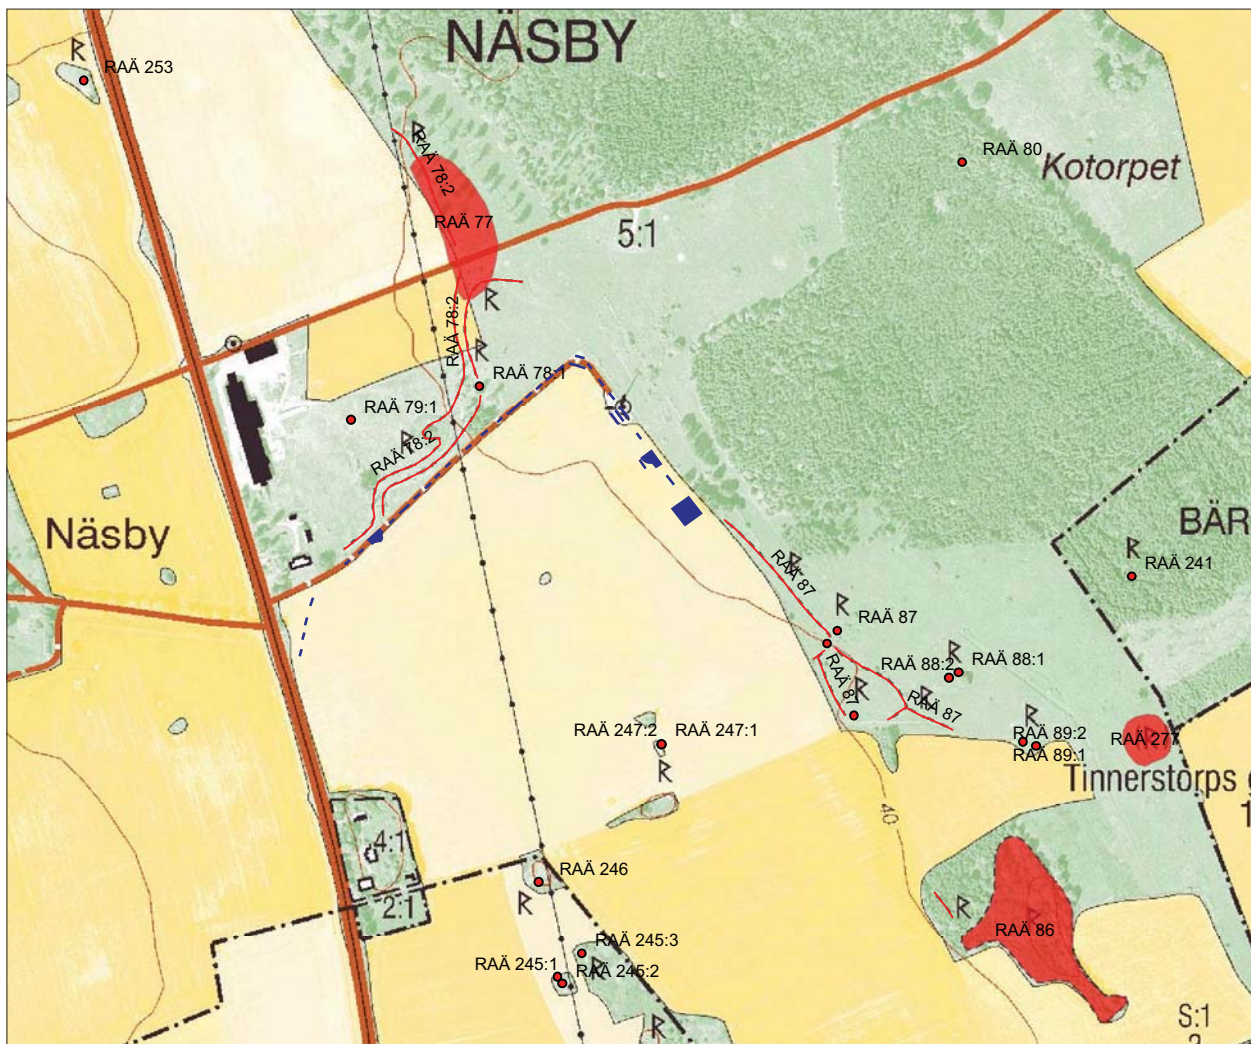 NÄSBY
RAÄ 253
RAÄ 78:2
RAÄ 80
Kotorpet
RAÄ 77
5:1
RAÄ 78:2
RAÄ 78:1
RAÄ 79:1
RAÄ 78:2
Näsby
BÄR
RAÄ 241
RAÄ 87
RAÄ 87
RAÄ 88:2
RAÄ 88:1
RAÄ 87
RAÄ 87
RAÄ 247:2
RAÄ 247:1
RAÄ 89:2
RAÄ 89:1
RAÄ 277
Tinnerstorps g
1
40
4:1
2:1
RAÄ 246
RAÄ 86
RAÄ 245:3
RAÄ 245:1
RAÄ 245:2
S:1
2